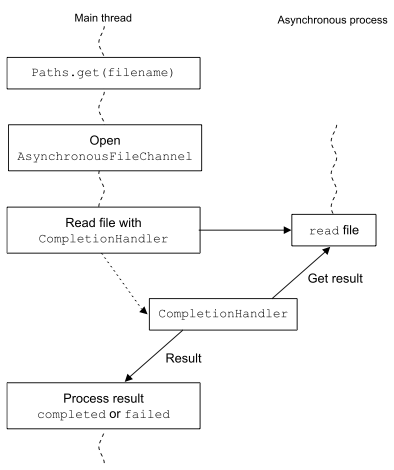 Main thread
Asynchronous process
Paths.get(filename)
Open
AsynchronousFileChannel
Read file with
CompletionHandler
read file
Get result
CompletionHandler
Result
Process result
completed or failed